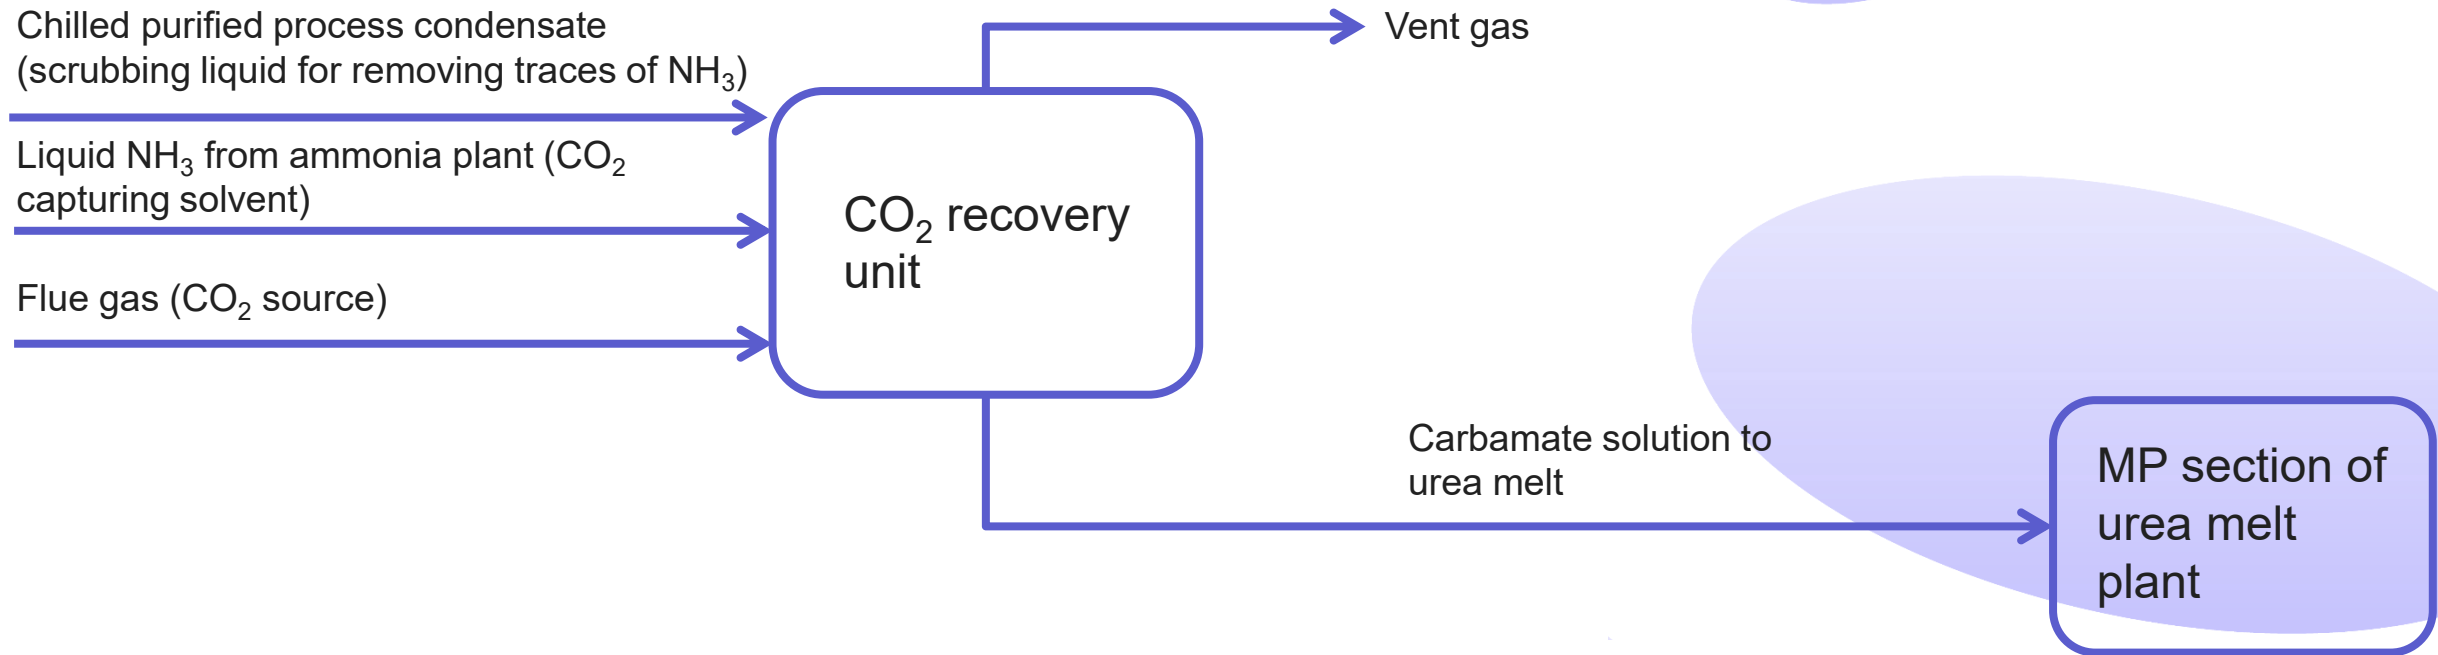 Chilled purified process condensate
(scrubbing liquid for removing traces of NH₃)
Vent gas
Liquid NH₃ from ammonia plant (CO₂
capturing solvent)
Flue gas (CO₂ source)
CO₂ recovery
unit
Carbamate solution to
urea melt
MP section of
urea melt
plant